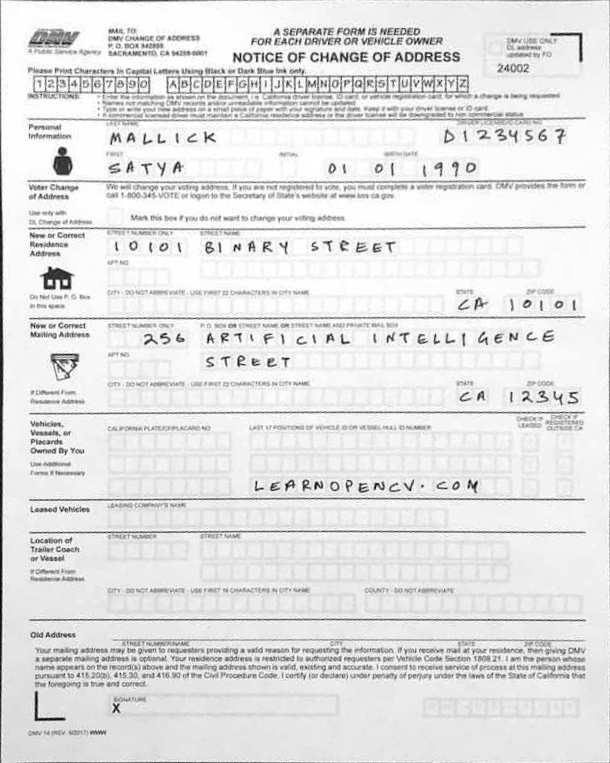 DMV
A Public Service Agency
MAIL TO:
DMV CHANGE OF ADDRESS
P. O. BOX 942859
SACRAMENTO, CA 94259-0001
A SEPARATE FORM IS NEEDED
FOR EACH DRIVER OR VEHICLE OWNER
NOTICE OF CHANGE OF ADDRESS
DMV USE ONLY
DL address
updated by FO
24002
Please Print Characters In Capital Letters Using Black or Dark Blue Ink only.
1 2 3 4 5 6 7 8 9 0 A B C D E F G H I J K L M N O P Q R S T U V W X Y Z
INSTRUCTIONS: • Enter the information as shown on the document, i.e. California driver license, ID card, or vehicle registration card, for which a change is being requested
• Names not matching DMV records and/or unreadable information cannot be updated
• Type or write your new address on a small piece of paper with your signature and date. Keep it with your driver license or ID card.
• If commercial licensed driver must maintain a California residence address or the driver license will be downgraded to non commercial status
Personal
Information
LAST NAME
DRIVER LICENSE/ID CARD NO
MALLICK D1234567
FIRST
INITIAL
BIRTH DATE
SATYA 01 01 1990
Voter Change
of Address
We will change your voting address. If you are not registered to vote, you must complete a voter registration card. DMV provides the form or
call 1-800-345-VOTE or logon to the Secretary of State's website at www.sos.ca.gov.
Use only with
DL Change of Address
Mark this box if you do not want to change your voting address.
New or Correct
Residence
Address
STREET NUMBER ONLY
STREET NAME
10101 BINARY STREET
APT NO.
Do Not Use P. O. Box
in this space
CITY - DO NOT ABBREVIATE - USE FIRST 22 CHARACTERS IN CITY NAME
STATE
ZIP CODE
CA 10101
New or Correct
Mailing Address
STREET NUMBER ONLY
P. O. BOX OR STREET NAME OR STREET NAME AND PRIVATE MAIL BOX
256 ARTIFICIAL INTELLIGENCE
APT NO.
STREET
If Different From
Residence Address
CITY - DO NOT ABBREVIATE - USE FIRST 22 CHARACTERS IN CITY NAME
STATE
ZIP CODE
CA 12345
Vehicles,
Vessels, or
Placards
Owned By You
CALIFORNIA PLATE/CF/PLACARD NO.
LAST 17 POSITIONS OF VEHICLE ID OR VESSEL HULL ID NUMBER
CHECK IF
LEASED
CHECK IF
REGISTERED
OUTSIDE CA
Use Additional
Forms If Necessary
LEARNOPENCV.COM
Leased Vehicles
LEASING COMPANY'S NAME
Location of
Trailer Coach
or Vessel
STREET NUMBER
STREET NAME
If Different From
Residence Address
CITY - DO NOT ABBREVIATE - USE FIRST 18 CHARACTERS IN CITY NAME
COUNTY - DO NOT ABBREVIATE
Old Address
STREET NUMBER/NAME
CITY
STATE
ZIP CODE
Your mailing address may be given to requesters providing a valid reason for requesting the information. If you receive mail at your residence, then giving DMV
a separate mailing address is optional. Your residence address is restricted to authorized requesters per Vehicle Code Section 1808.21. I am the person whose
name appears on the record(s) above and the mailing address shown is valid, existing and accurate. I consent to receive service of process at this mailing address
pursuant to 415.20(b), 415.30, and 416.90 of the Civil Procedure Code. I certify (or declare) under penalty of perjury under the laws of the State of California that
the foregoing is true and correct.
SIGNATURE
X
DMV 14 (REV. 5/2017) WWW